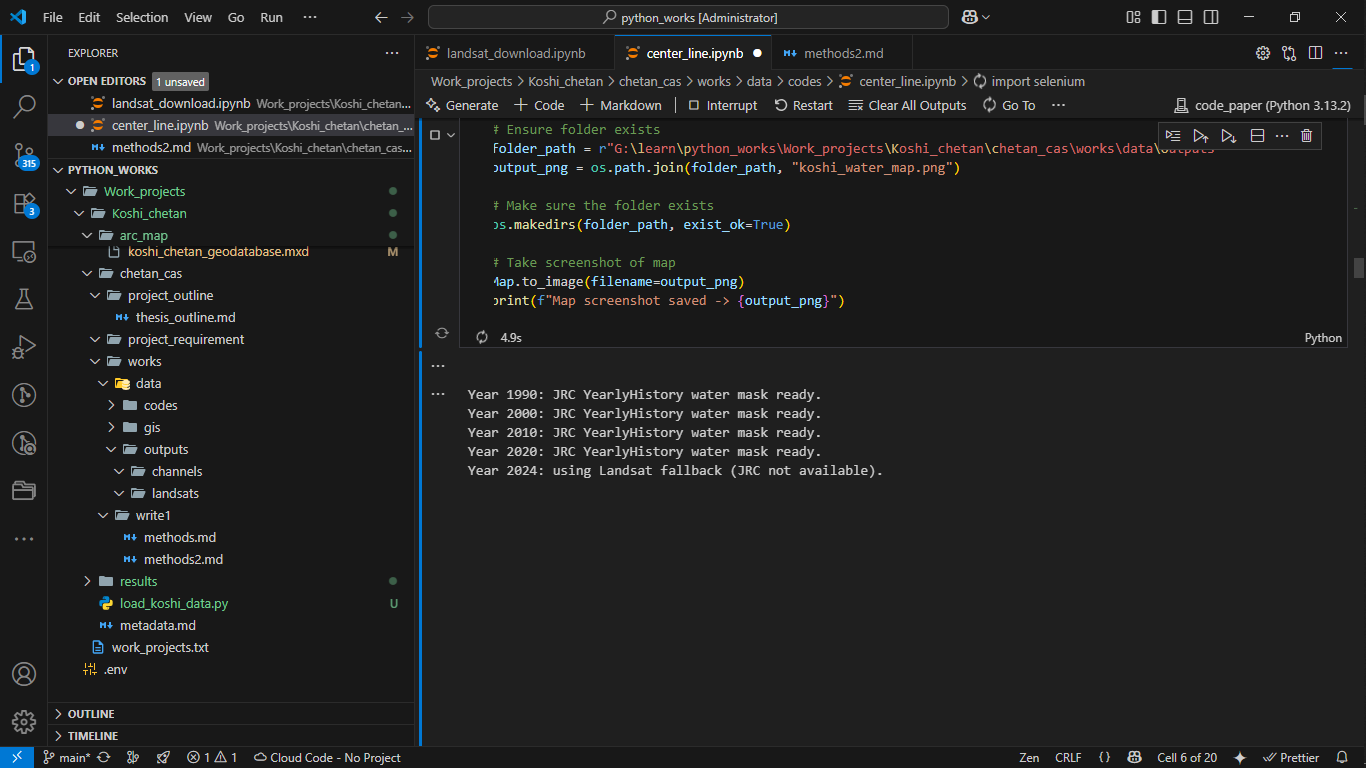 File Edit Selection View Go Run ··· python_works [Administrator]
EXPLORER
OPEN EDITORS 1 unsaved
landsat_download.ipynb Work_projects\Koshi_chetan...
center_line.ipynb Work_projects\Koshi_chetan\chetan_...
methods2.md Work_projects\Koshi_chetan\chetan_cas...
PYTHON_WORKS
Work_projects
Koshi_chetan
arc_map
koshi_chetan_geodatabase.mxd M
chetan_cas
project_outline
thesis_outline.md
project_requirement
works
data
codes
gis
outputs
channels
landsats
write1
methods.md
methods2.md
results
load_koshi_data.py U
metadata.md
work_projects.txt
.env
OUTLINE
TIMELINE
1
315
3
landsat_download.ipynb center_line.ipynb methods2.md
Work_projects > Koshi_chetan > chetan_cas > works > data > codes > center_line.ipynb > import selenium
Generate + Code + Markdown | Interrupt Restart Clear All Outputs Go To ··· code_paper (Python 3.13.2)
# Ensure folder exists
folder_path = r"G:\learn\python_works\Work_projects\Koshi_chetan\chetan_cas\works\data\outputs"
output_png = os.path.join(folder_path, "koshi_water_map.png")
# Make sure the folder exists
os.makedirs(folder_path, exist_ok=True)
# Take screenshot of map
Map.to_image(filename=output_png)
print(f"Map screenshot saved -> {output_png}")
4.9s Python
Year 1990: JRC YearlyHistory water mask ready.
Year 2000: JRC YearlyHistory water mask ready.
Year 2010: JRC YearlyHistory water mask ready.
Year 2020: JRC YearlyHistory water mask ready.
Year 2024: using Landsat fallback (JRC not available).
main* 1 1 Cloud Code - No Project Zen CRLF {} Cell 6 of 20 Prettier